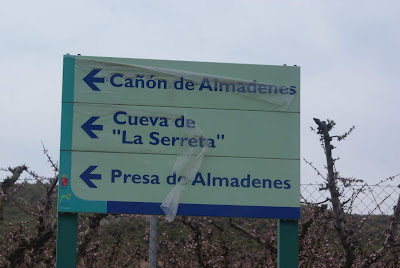 Cañón de Almadenes
Cueva de
"La Serreta"
Presa de Almadenes